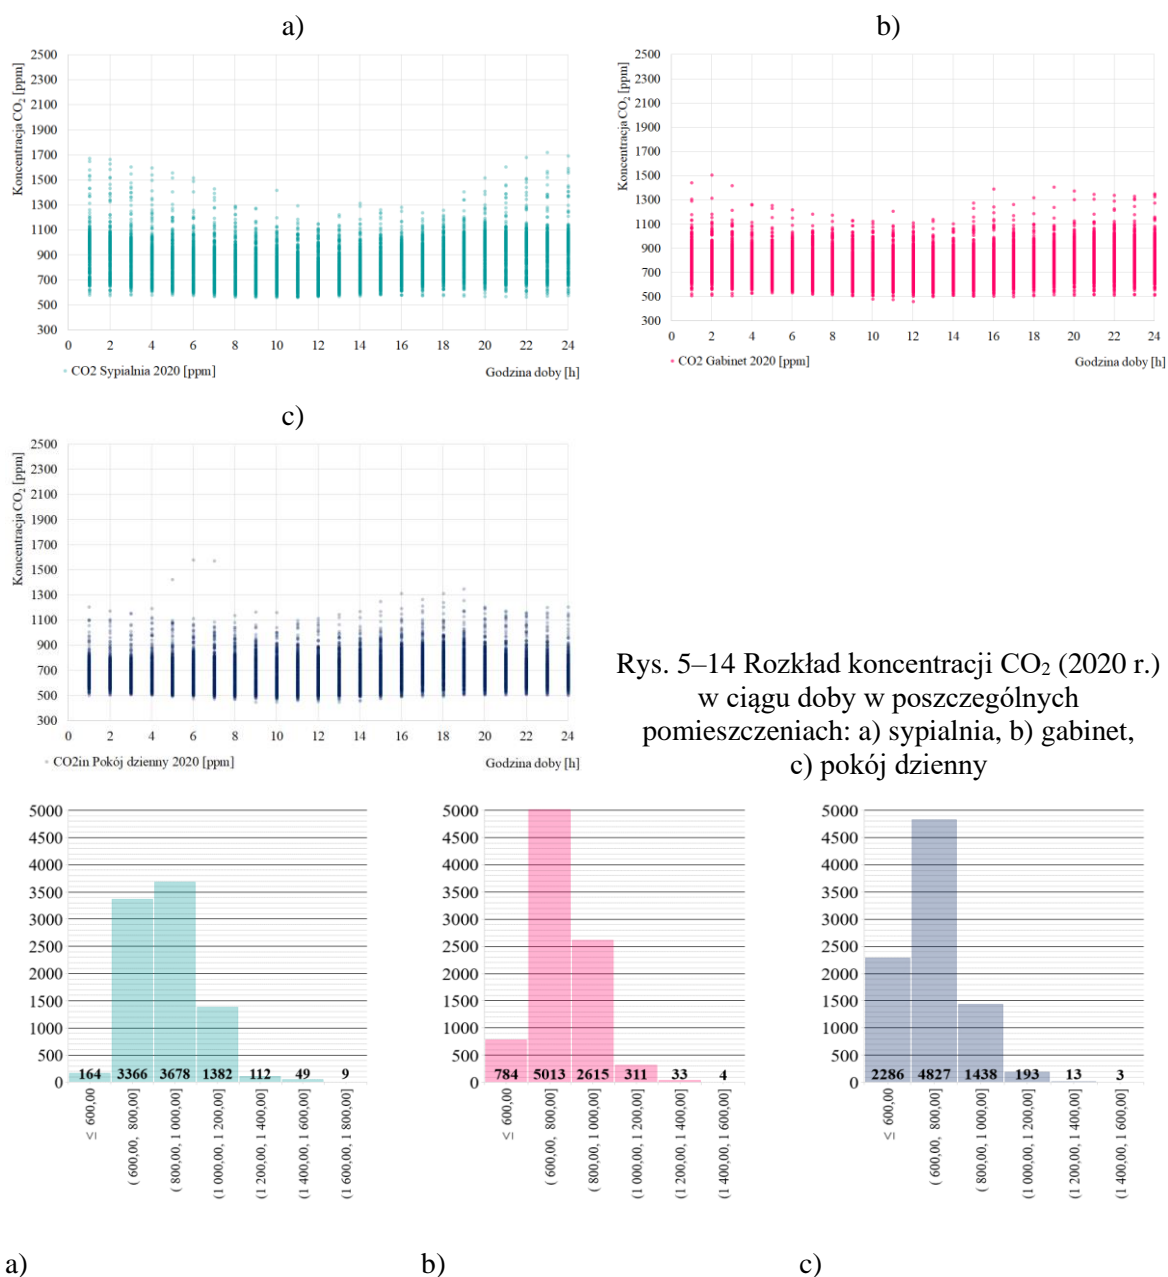 a)
Koncentracja CO₂ [ppm]
2500
2300
2100
1900
1700
1500
1300
1100
900
700
500
300
0 2 4 6 8 10 12 14 16 18 20 22 24
CO2 Sypialnia 2020 [ppm] Godzina doby [h]
b)
Koncentracja CO₂ [ppm]
2500
2300
2100
1900
1700
1500
1300
1100
900
700
500
300
0 2 4 6 8 10 12 14 16 18 20 22 24
CO2 Gabinet 2020 [ppm] Godzina doby [h]
c)
Koncentracja CO₂ [ppm]
2500
2300
2100
1900
1700
1500
1300
1100
900
700
500
300
0 2 4 6 8 10 12 14 16 18 20 22 24
CO2in Pokój dzienny 2020 [ppm] Godzina doby [h]
Rys. 5–14 Rozkład koncentracji CO₂ (2020 r.)
w ciągu doby w poszczególnych
pomieszczeniach: a) sypialnia, b) gabinet,
c) pokój dzienny
5000
4500
4000
3500
3000
2500
2000
1500
1000
500
0
164 3366 3678 1382 112 49 9
≤ 600,00
( 600,00, 800,00]
( 800,00, 1 000,00]
(1 000,00, 1 200,00]
(1 200,00, 1 400,00]
(1 400,00, 1 600,00]
(1 600,00, 1 800,00]
a)
5000
4500
4000
3500
3000
2500
2000
1500
1000
500
0
784 5013 2615 311 33 4
≤ 600,00
( 600,00, 800,00]
( 800,00, 1 000,00]
(1 000,00, 1 200,00]
(1 200,00, 1 400,00]
(1 400,00, 1 600,00]
b)
5000
4500
4000
3500
3000
2500
2000
1500
1000
500
0
2286 4827 1438 193 13 3
≤ 600,00
( 600,00, 800,00]
( 800,00, 1 000,00]
(1 000,00, 1 200,00]
(1 200,00, 1 400,00]
(1 400,00, 1 600,00]
c)